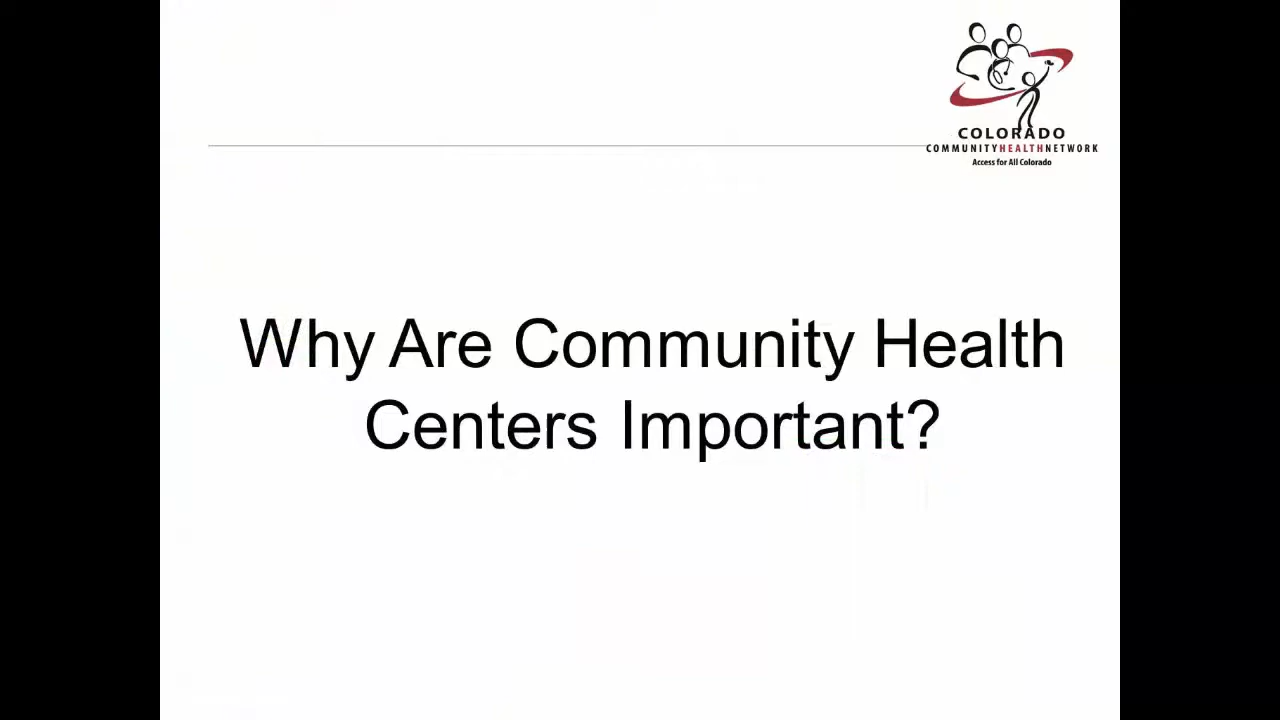 COLORADO
COMMUNITYHEALTHNETWORK
Access for All Colorado
Why Are Community Health
Centers Important?